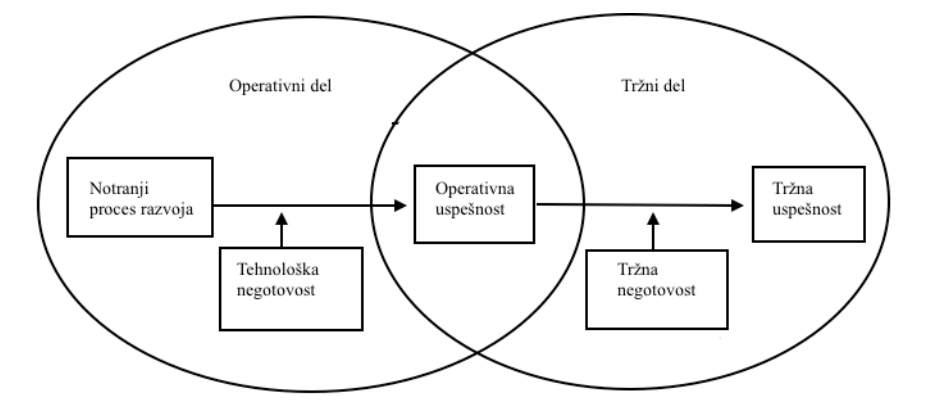 Operativni del
Tržni del
Notranji
proces razvoja
Operativna
uspešnost
Tržna
uspešnost
Tehnološka
negotovost
Tržna
negotovost